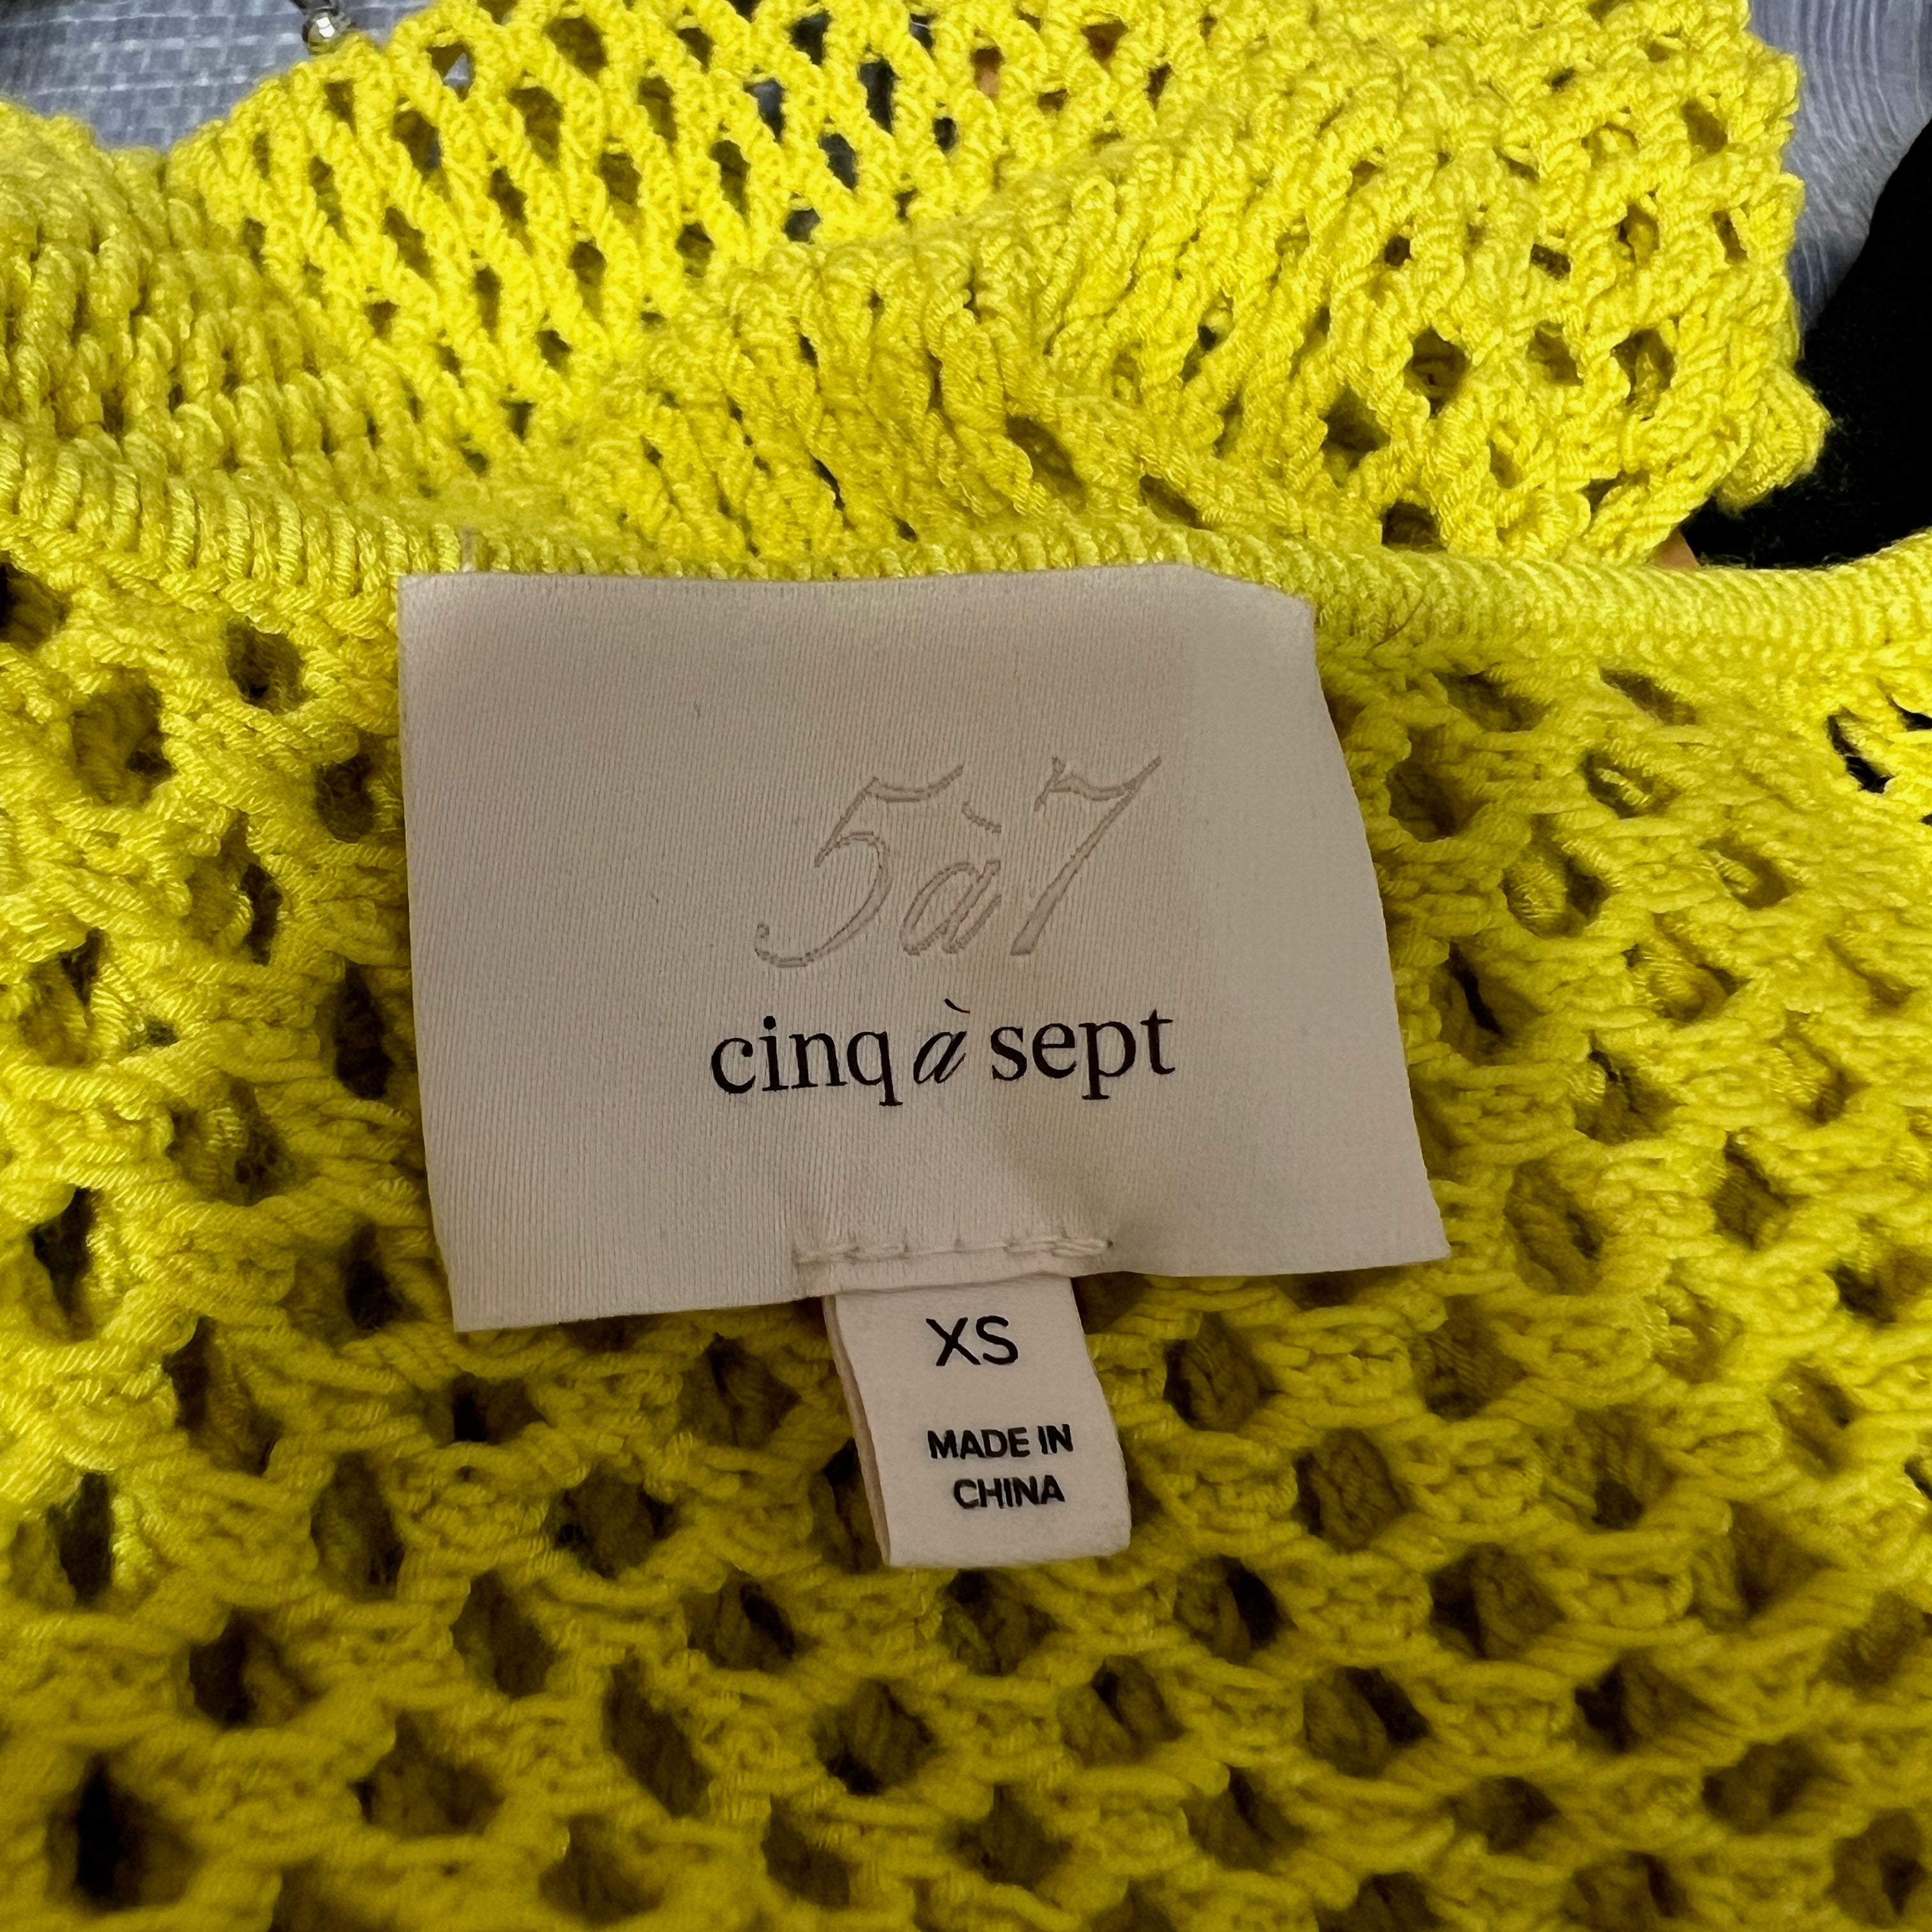 5à7
cinq à sept
XS
MADE IN
CHINA